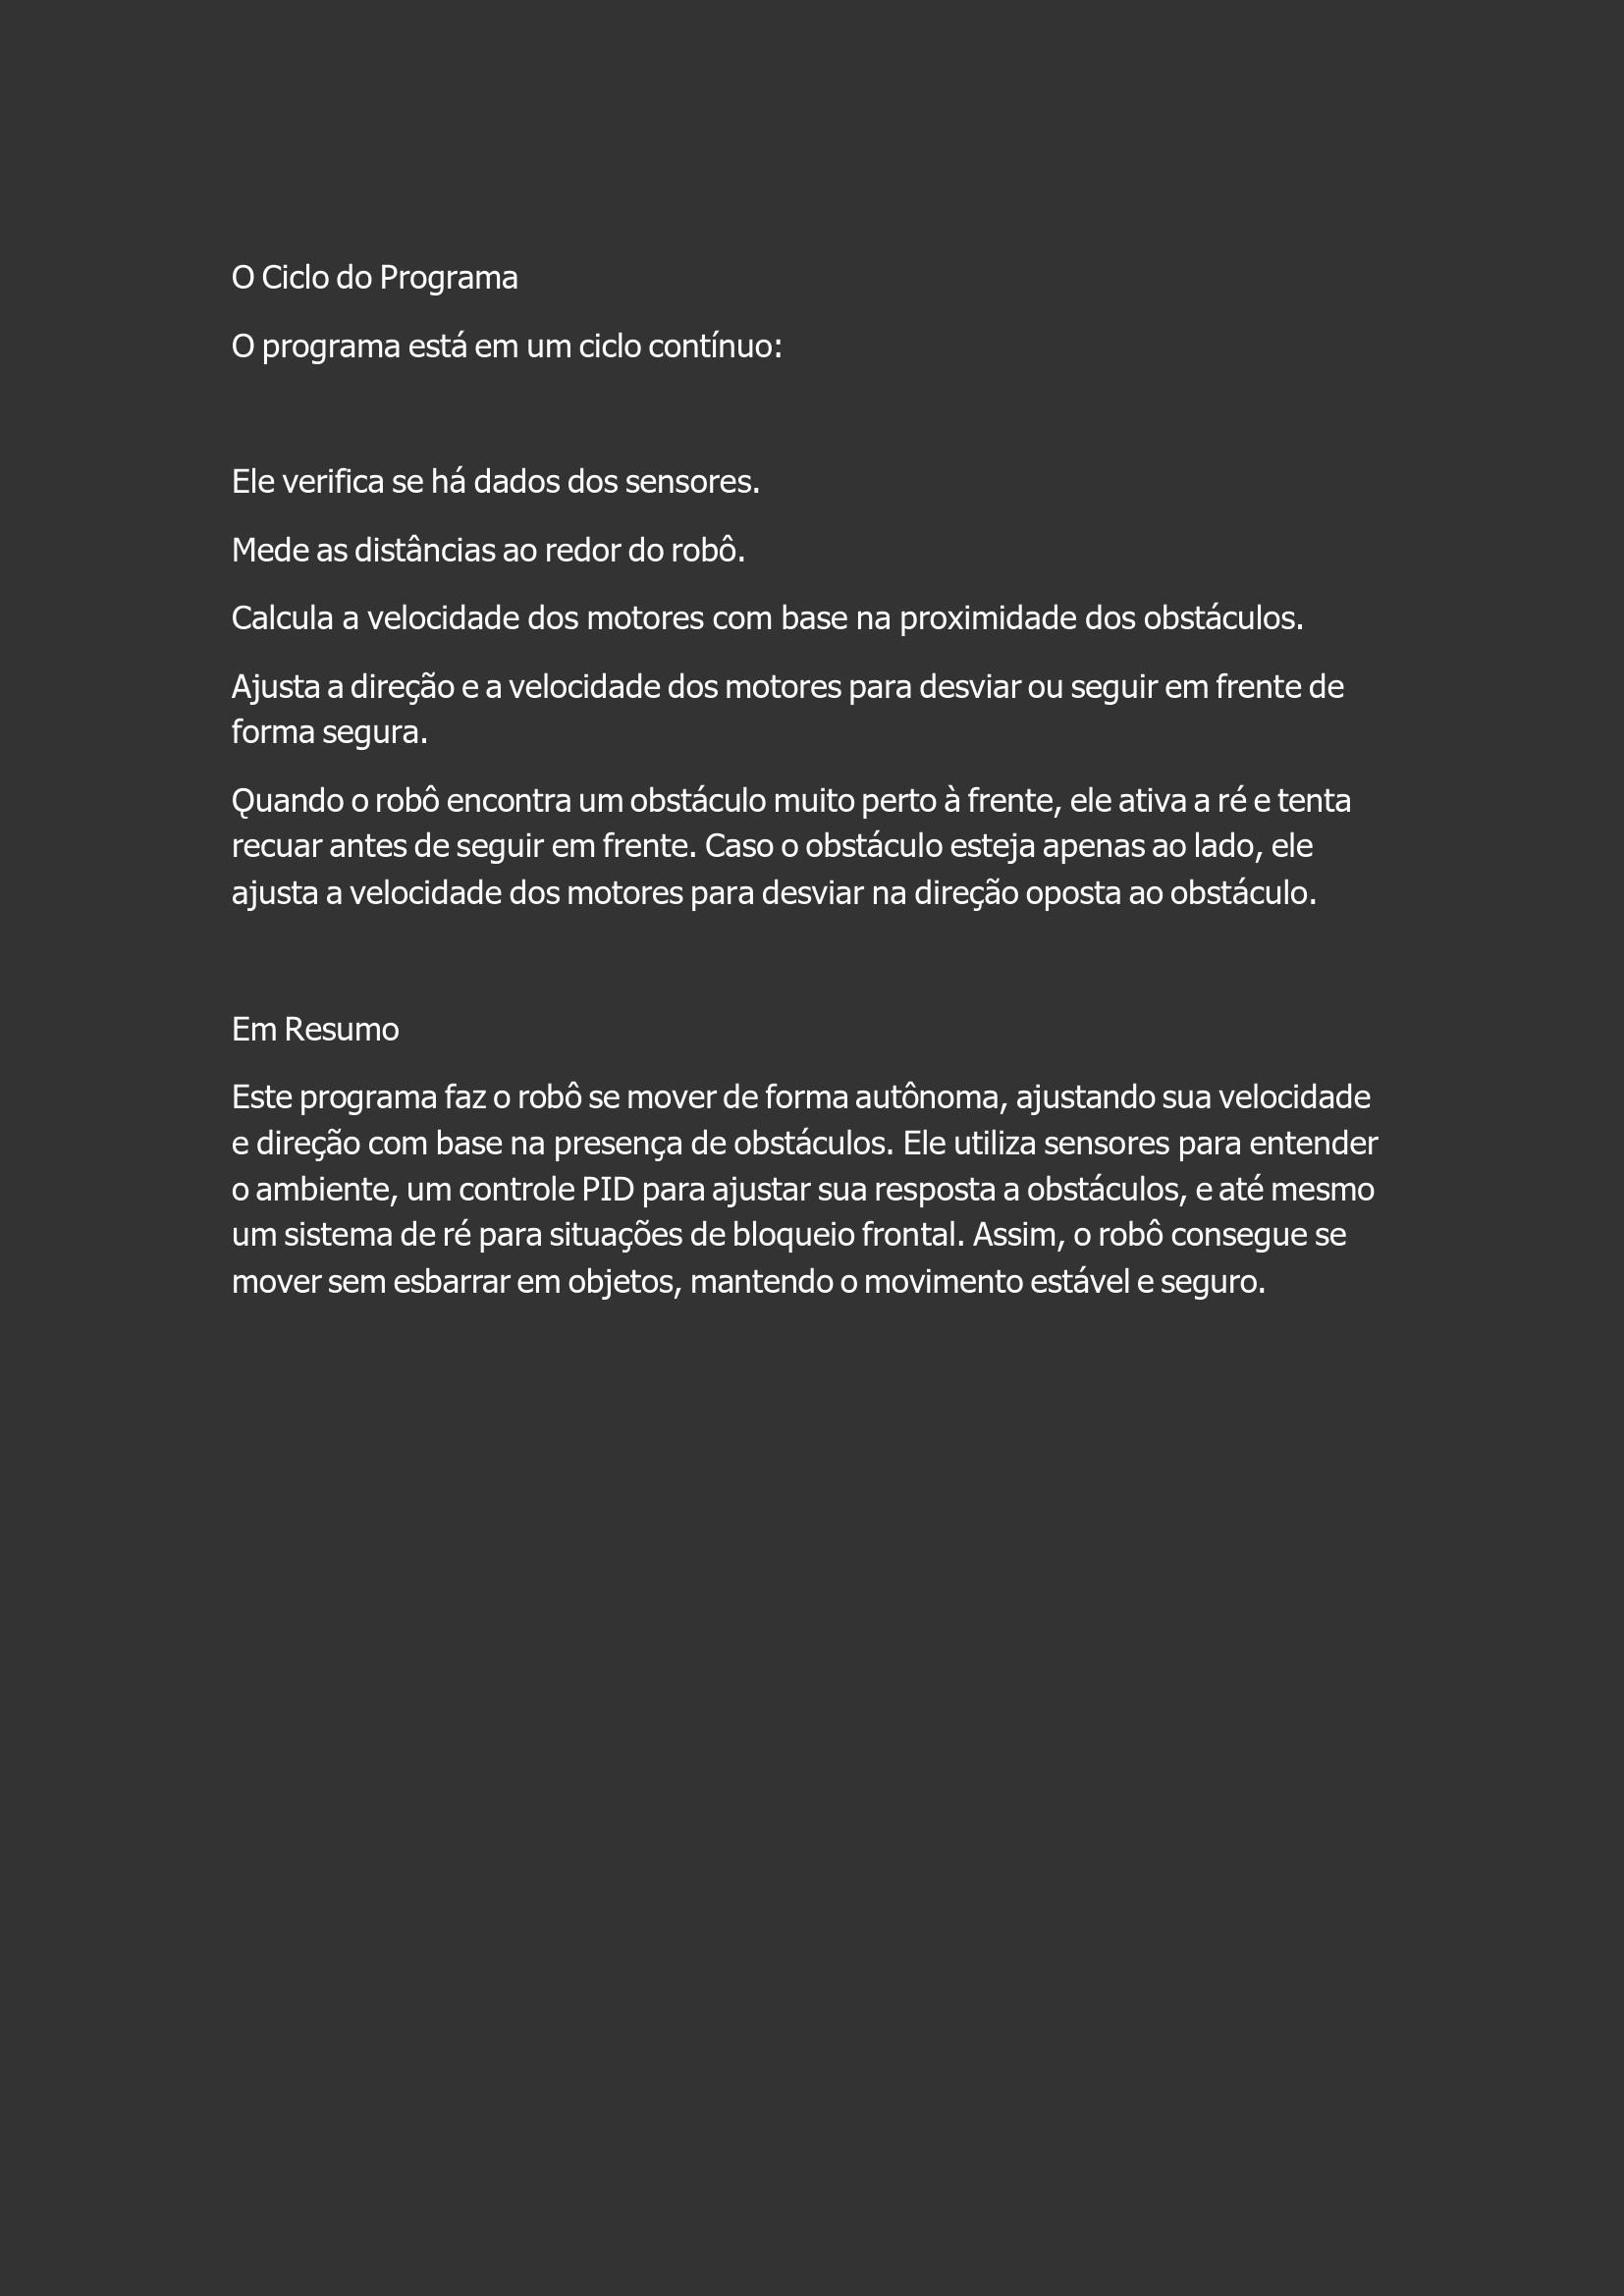 O Ciclo do Programa
O programa está em um ciclo contínuo:
Ele verifica se há dados dos sensores.
Mede as distâncias ao redor do robô.
Calcula a velocidade dos motores com base na proximidade dos obstáculos.
Ajusta a direção e a velocidade dos motores para desviar ou seguir em frente de
forma segura.
Quando o robô encontra um obstáculo muito perto à frente, ele ativa a ré e tenta
recuar antes de seguir em frente. Caso o obstáculo esteja apenas ao lado, ele
ajusta a velocidade dos motores para desviar na direção oposta ao obstáculo.
Em Resumo
Este programa faz o robô se mover de forma autônoma, ajustando sua velocidade
e direção com base na presença de obstáculos. Ele utiliza sensores para entender
o ambiente, um controle PID para ajustar sua resposta a obstáculos, e até mesmo
um sistema de ré para situações de bloqueio frontal. Assim, o robô consegue se
mover sem esbarrar em objetos, mantendo o movimento estável e seguro.